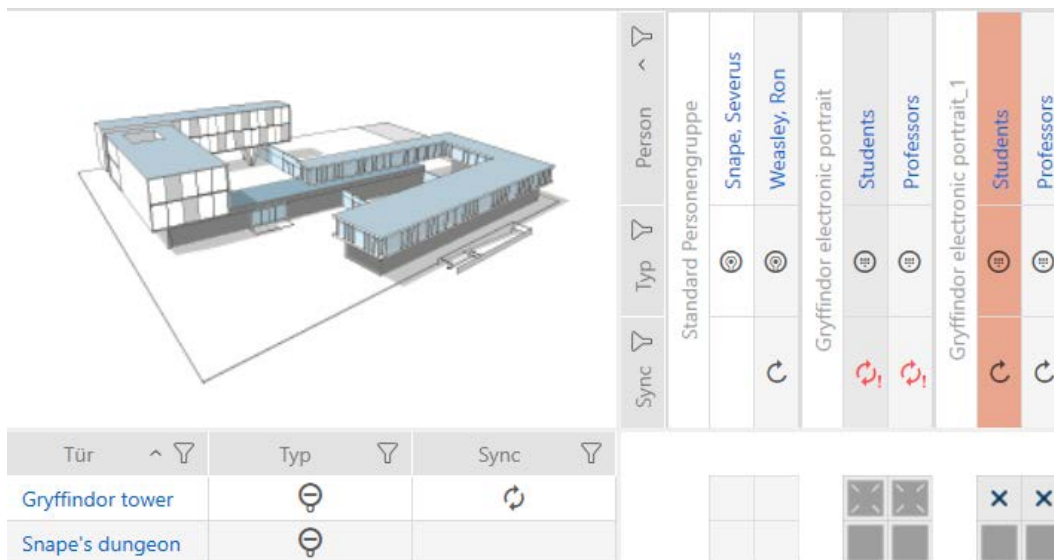 Person
Typ
Sync
Standard Personengruppe
Snape, Severus
Weasley, Ron
Gryffindor electronic portrait
Students
Professors
Gryffindor electronic portrait_1
Students
Professors
Tür Typ Sync
Gryffindor tower
Snape's dungeon